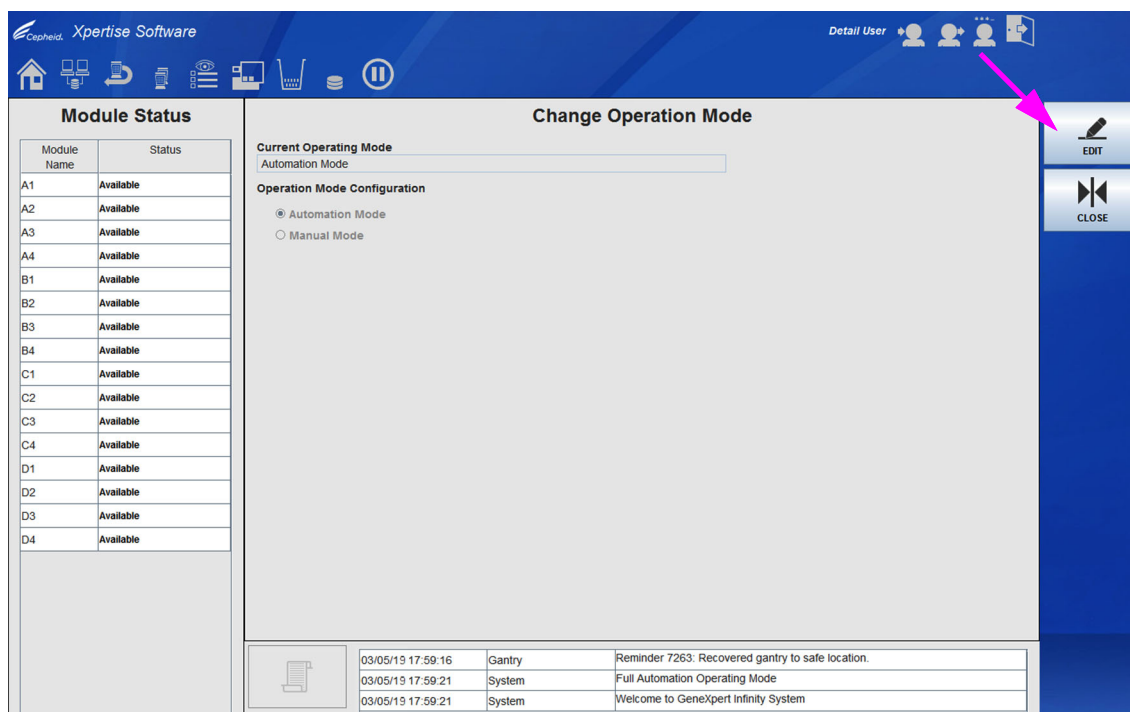 Cepheid. Xpertise Software
Detail User
Module Status
Change Operation Mode
Module Name Status
A1 Available
A2 Available
A3 Available
A4 Available
B1 Available
B2 Available
B3 Available
B4 Available
C1 Available
C2 Available
C3 Available
C4 Available
D1 Available
D2 Available
D3 Available
D4 Available
Current Operating Mode
Automation Mode
Operation Mode Configuration
Automation Mode
Manual Mode
EDIT
CLOSE
03/05/19 17:59:16 Gantry Reminder 7263: Recovered gantry to safe location.
03/05/19 17:59:21 System Full Automation Operating Mode
03/05/19 17:59:21 System Welcome to GeneXpert Infinity System